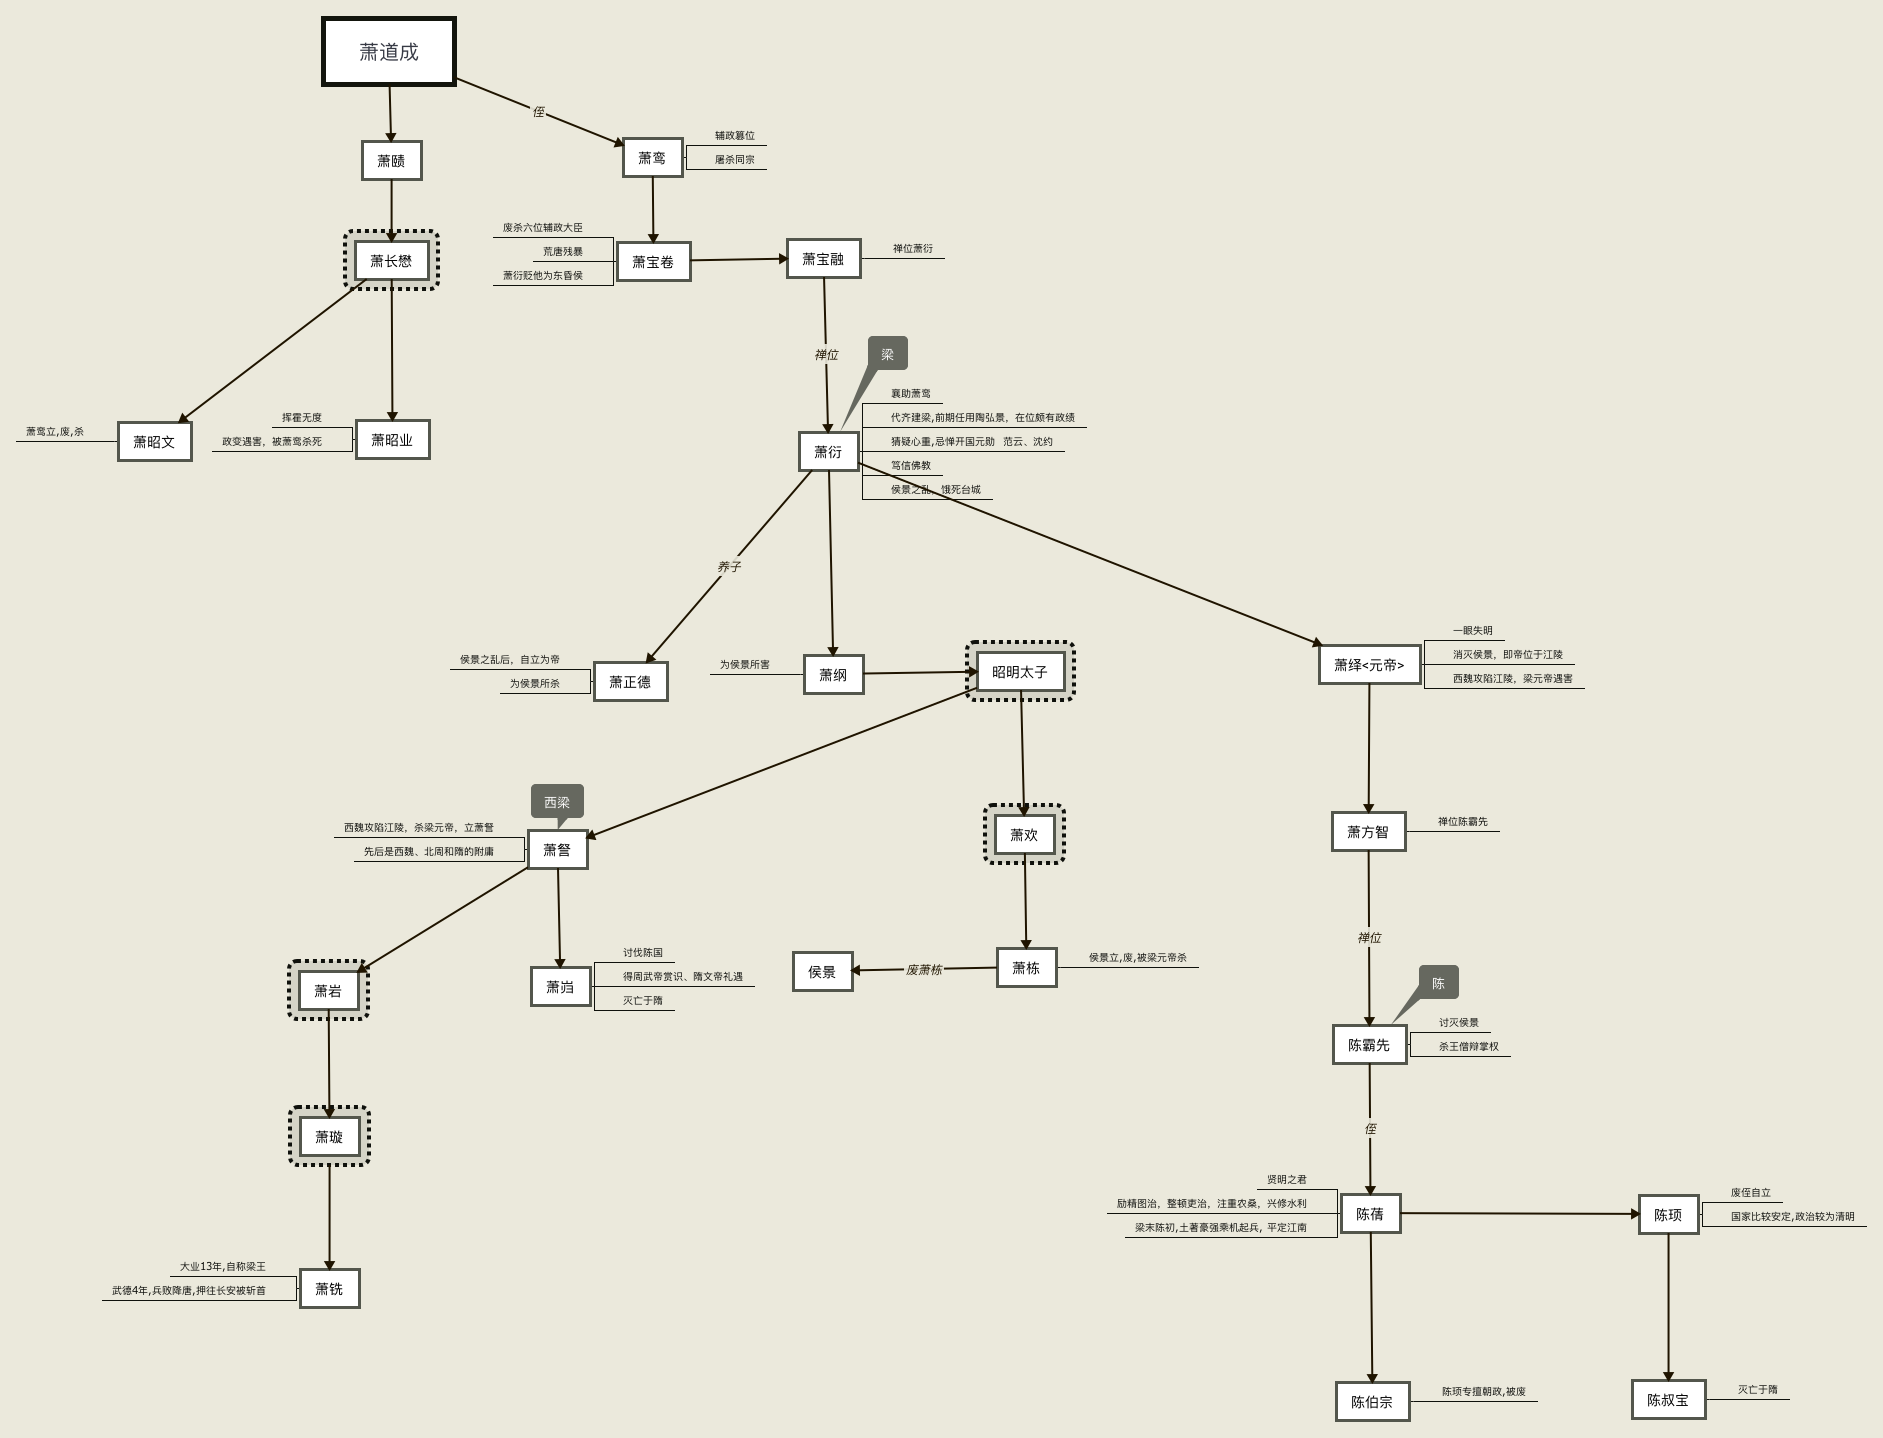 萧道成
侄
萧赜
萧鸾
辅政篡位
屠杀同宗
萧长懋
废杀六位辅政大臣
荒唐残暴
萧衍贬他为东昏侯
萧宝卷
萧宝融
禅位萧衍
禅位
梁
萧鸾立,废,杀
萧昭文
挥霍无度
政变遇害，被萧鸾杀死
萧昭业
萧衍
襄助萧鸾
代齐建梁,前期任用陶弘景，在位颇有政绩
猜疑心重,忌惮开国元勋 范云、沈约
笃信佛教
侯景之乱，饿死台城
养子
侯景之乱后，自立为帝
为侯景所杀
萧正德
为侯景所害
萧纲
昭明太子
萧绎<元帝>
一眼失明
消灭侯景，即帝位于江陵
西魏攻陷江陵，梁元帝遇害
西梁
西魏攻陷江陵，杀梁元帝，立萧詧
先后是西魏、北周和隋的附庸
萧詧
萧欢
萧方智
禅位陈霸先
萧岩
萧岿
讨伐陈国
得周武帝赏识、隋文帝礼遇
灭亡于隋
侯景
废萧栋
萧栋
侯景立,废,被梁元帝杀
禅位
陈
陈霸先
讨灭侯景
杀王僧辩掌权
萧璇
侄
贤明之君
励精图治，整顿吏治，注重农桑，兴修水利
梁末陈初,土著豪强乘机起兵，平定江南
陈蒨
陈顼
废侄自立
国家比较安定,政治较为清明
大业13年,自称梁王
武德4年,兵败降唐,押往长安被斩首
萧铣
陈伯宗
陈顼专擅朝政,被废
陈叔宝
灭亡于隋